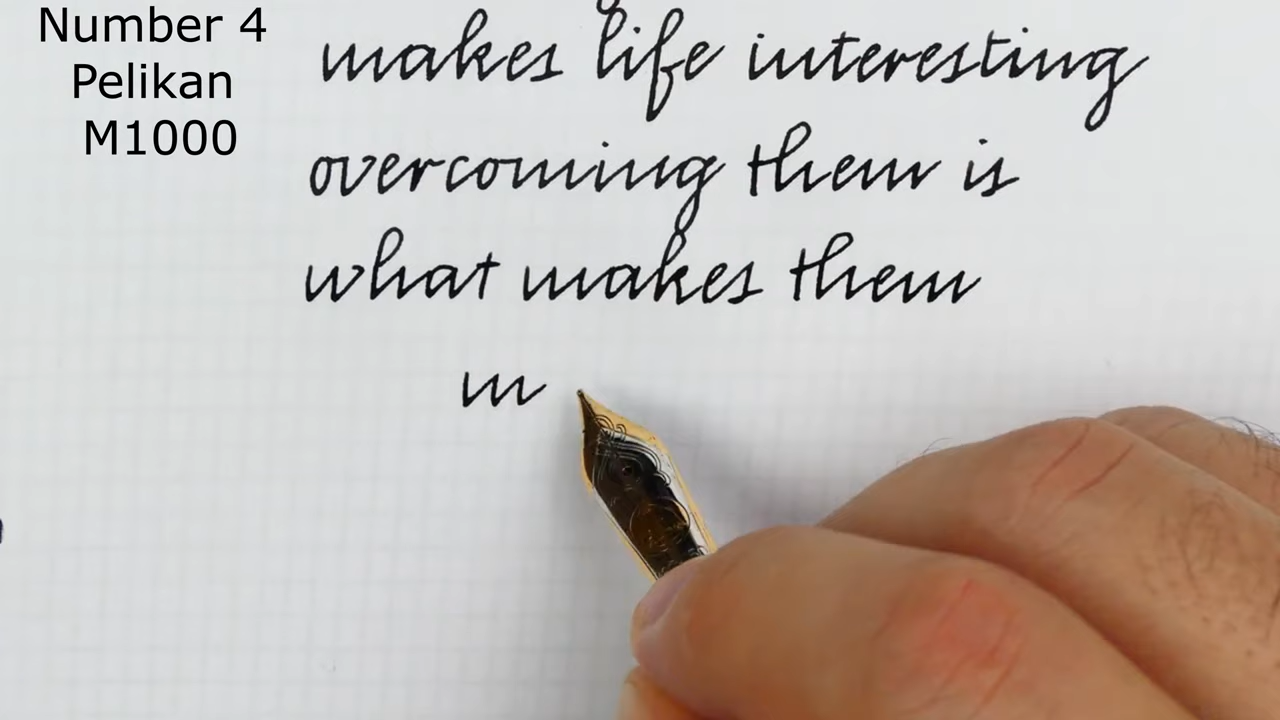 Number 4
Pelikan
M1000
makes life interesting
overcoming them is
what makes them
m